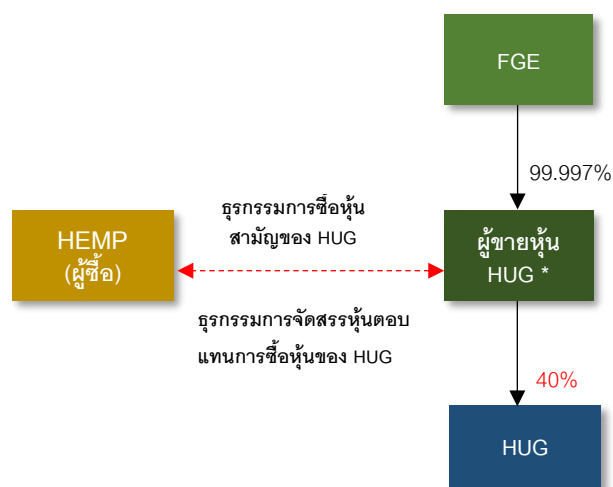 FGE
99.997%
ธุรกรรมการซื้อหุ้น
สามัญของ HUG
HEMP
(ผู้ซื้อ)
ผู้ขายหุ้น
HUG *
ธุรกรรมการจัดสรรหุ้นตอบ
แทนการซื้อหุ้นของ HUG
40%
HUG